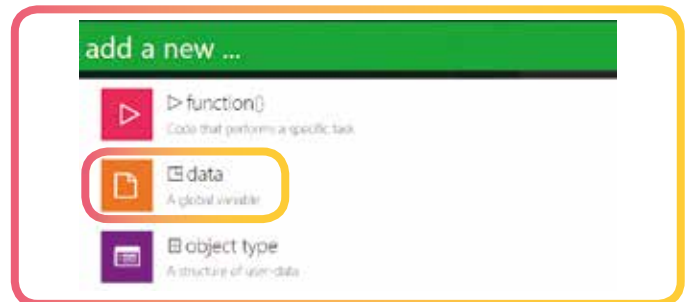 add a new ...
▷ function()
Code that performs a specific task
data
A global variable
object type
A structure of user-data